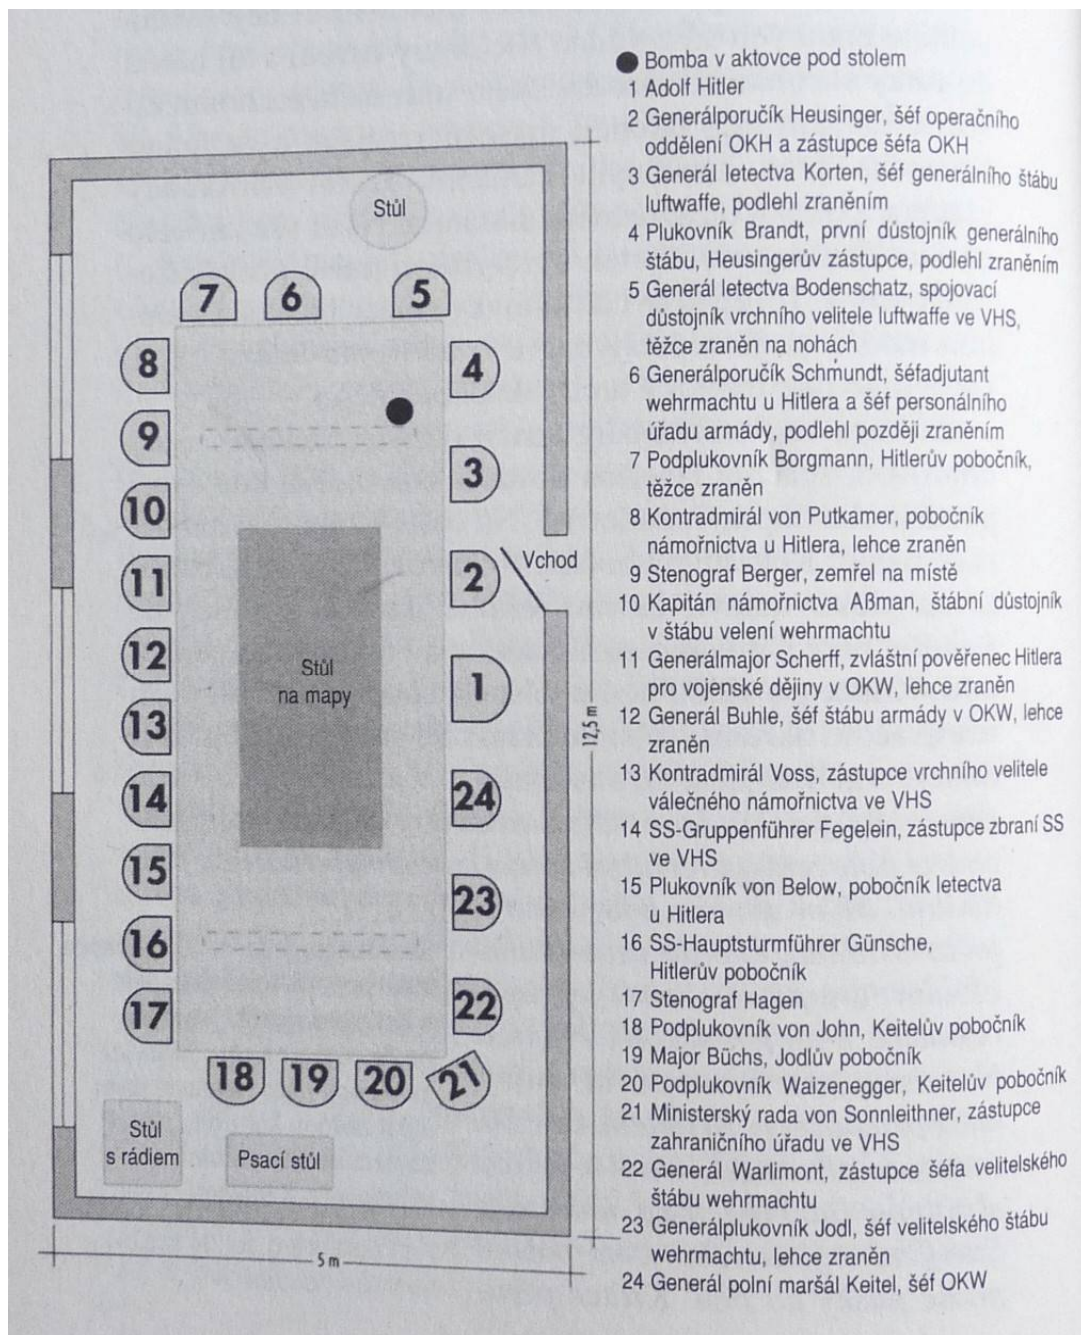 Stůl
7
6
5
8
4
9
3
10
11
2
Vchod
12
Stůl
na mapy
1
13
12,5 m
14
24
15
23
16
17
22
18
19
20
21
Stůl
s rádiem
Psací stůl
5 m
Bomba v aktovce pod stolem
1 Adolf Hitler
2 Generálporučík Heusinger, šéf operačního
oddělení OKH a zástupce šéfa OKH
3 Generál letectva Korten, šéf generálního štábu
luftwaffe, podlehl zraněním
4 Plukovník Brandt, první důstojník generálního
štábu, Heusingerův zástupce, podlehl zraněním
5 Generál letectva Bodenschatz, spojovací
důstojník vrchního velitele luftwaffe ve VHS,
těžce zraněn na nohách
6 Generálporučík Schmundt, šéfadjutant
wehrmachtu u Hitlera a šéf personálního
úřadu armády, podlehl později zraněním
7 Podplukovník Borgmann, Hitlerův pobočník,
těžce zraněn
8 Kontradmirál von Putkamer, pobočník
námořnictva u Hitlera, lehce zraněn
9 Stenograf Berger, zemřel na místě
10 Kapitán námořnictva Aßman, štábní důstojník
v štábu velení wehrmachtu
11 Generálmajor Scherff, zvláštní pověřenec Hitlera
pro vojenské dějiny v OKW, lehce zraněn
12 Generál Buhle, šéf štábu armády v OKW, lehce
zraněn
13 Kontradmirál Voss, zástupce vrchního velitele
válečného námořnictva ve VHS
14 SS-Gruppenführer Fegelein, zástupce zbraní SS
ve VHS
15 Plukovník von Below, pobočník letectva
u Hitlera
16 SS-Hauptsturmführer Günsche,
Hitlerův pobočník
17 Stenograf Hagen
18 Podplukovník von John, Keitelův pobočník
19 Major Büchs, Jodlův pobočník
20 Podplukovník Waizenegger, Keitelův pobočník
21 Ministerský rada von Sonnleithner, zástupce
zahraničního úřadu ve VHS
22 Generál Warlimont, zástupce šéfa velitelského
štábu wehrmachtu
23 Generálplukovník Jodl, šéf velitelského štábu
wehrmachtu, lehce zraněn
24 Generál polní maršál Keitel, šéf OKW